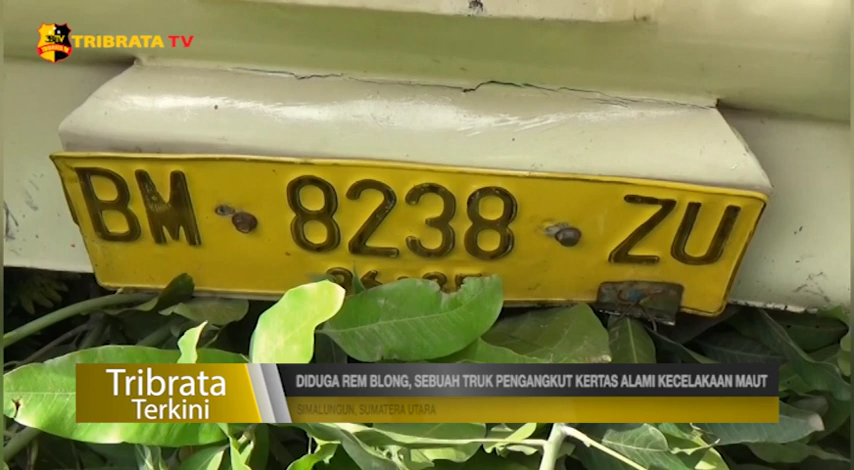 TRIBRATA TV
BM 8238 ZU
Tribrata
Terkini
DIDUGA REM BLONG, SEBUAH TRUK PENGANGKUT KERTAS ALAMI KECELAKAAN MAUT
SIMALUNGUN, SUMATERA UTARA